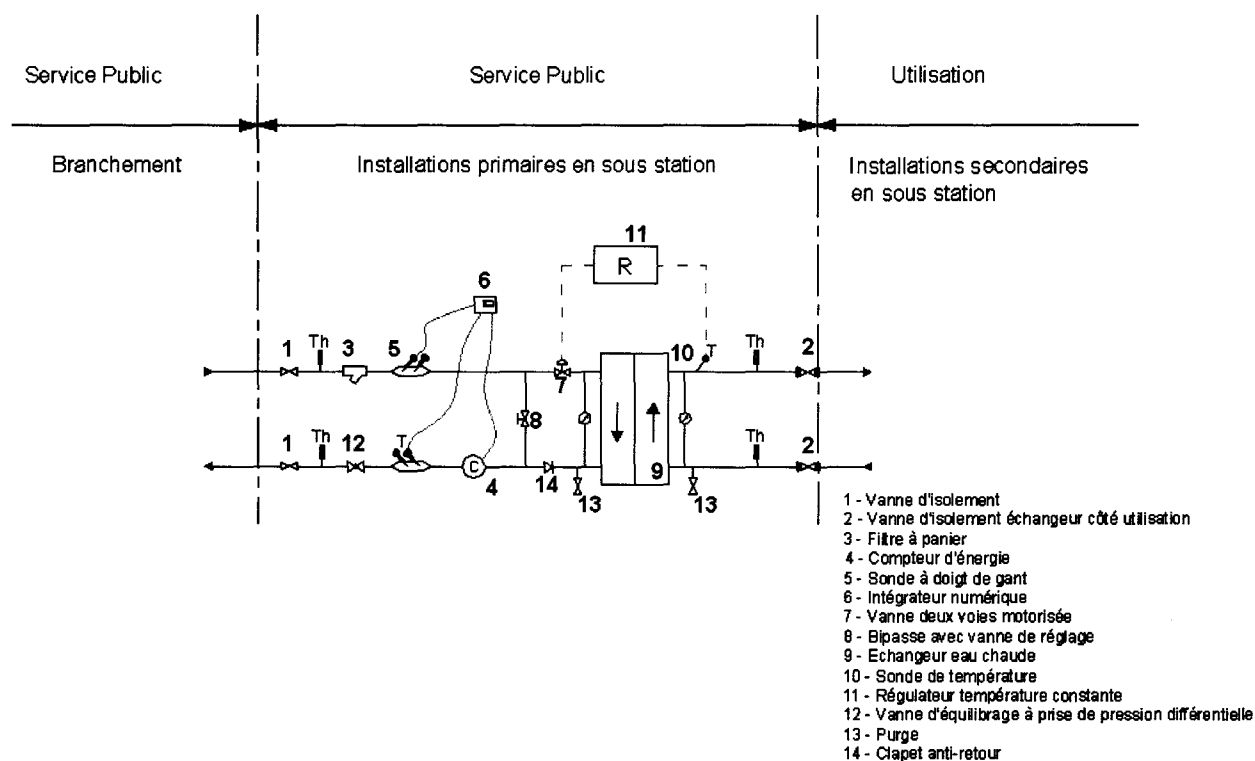 Service Public
Service Public
Utilisation
Branchement
Installations primaires en sous station
Installations secondaires
en sous station
11
R
6
1
Th
3
5
7
10
T
Th
2
8
1
Th
12
T
C
4
14
13
9
13
Th
2
1 - Vanne d'isolement
2 - Vanne d'isolement échangeur côté utilisation
3 - Filtre à panier
4 - Compteur d'énergie
5 - Sonde à doigt de gant
6 - Intégrateur numérique
7 - Vanne deux voies motorisée
8 - Bipasse avec vanne de réglage
9 - Echangeur eau chaude
10 - Sonde de température
11 - Régulateur température constante
12 - Vanne d'équilibrage à prise de pression différentielle
13 - Purge
14 - Clapet anti-retour